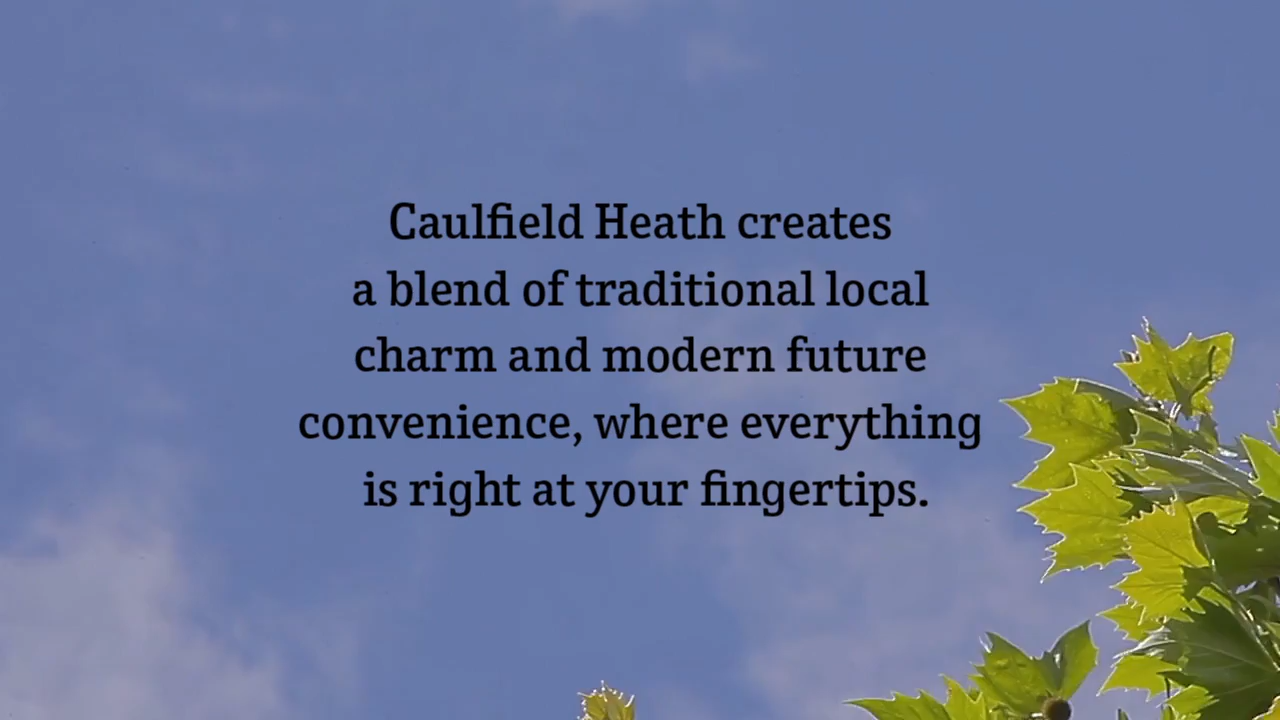 Caulfield Heath creates
a blend of traditional local
charm and modern future
convenience, where everything
is right at your fingertips.